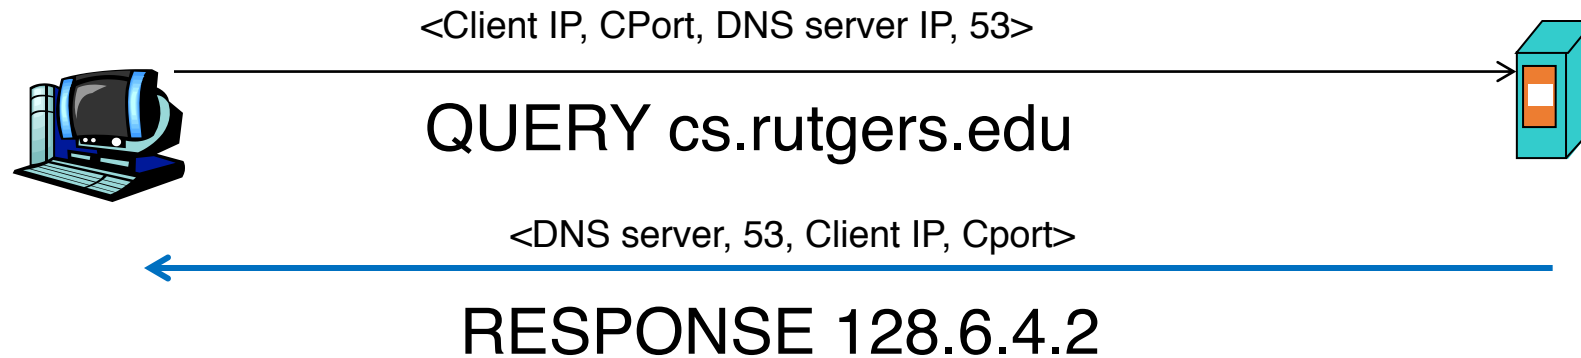 <Client IP, CPort, DNS server IP, 53>
QUERY cs.rutgers.edu
<DNS server, 53, Client IP, Cport>
RESPONSE 128.6.4.2